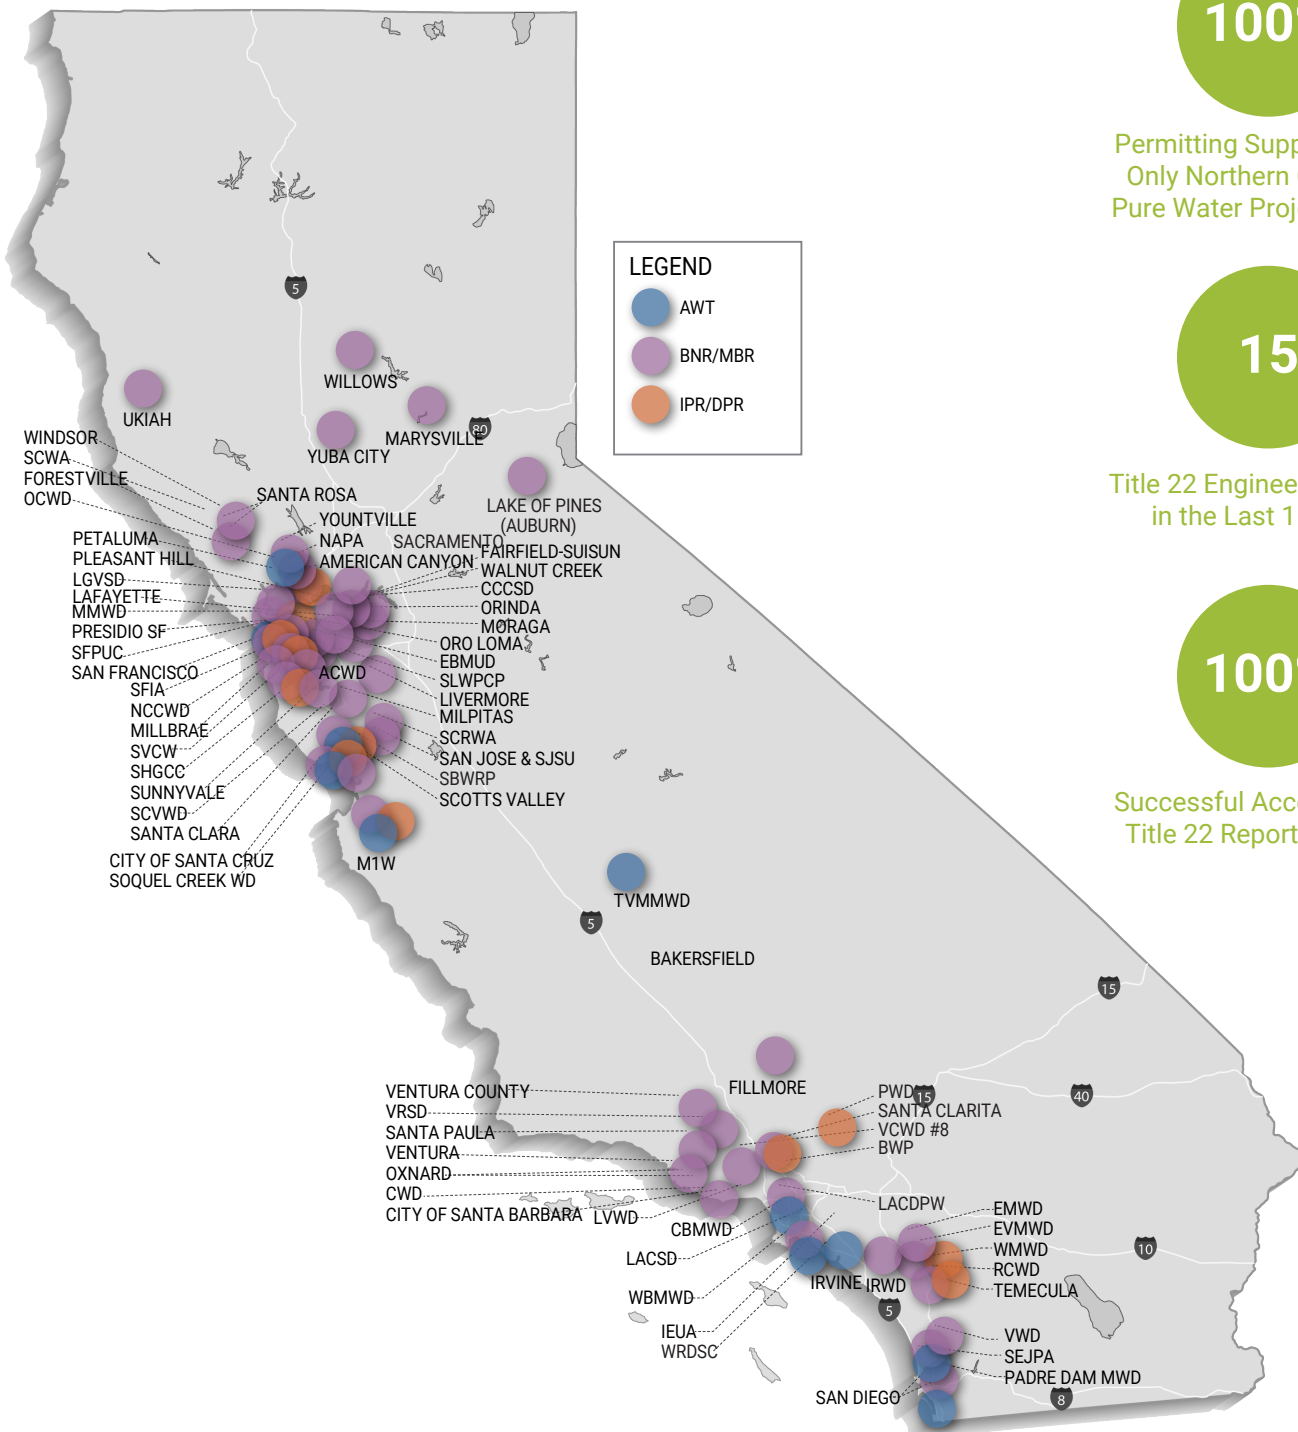 LEGEND
AWT
BNR/MBR
IPR/DPR
5
WILLOWS
UKIAH
MARYSVILLE
80
YUBA CITY
WINDSOR
SCWA
FORESTVILLE
OCWD
SANTA ROSA
LAKE OF PINES
(AUBURN)
YOUNTVILLE
NAPA
SACRAMENTO
AMERICAN CANYON
PETALUMA
PLEASANT HILL
LGVSD
LAFAYETTE
MMWD
PRESIDIO SF
SFPUC
SAN FRANCISCO
SFIA
NCCWD
MILLBRAE
SVCW
SHGCC
SUNNYVALE
SCVWD
SANTA CLARA
CITY OF SANTA CRUZ
SOQUEL CREEK WD
FAIRFIELD-SUISUN
WALNUT CREEK
CCCSD
ORINDA
MORAGA
ORO LOMA
EBMUD
SLWPCP
LIVERMORE
MILPITAS
SCRWA
SAN JOSE & SJSU
SBWRP
SCOTTS VALLEY
ACWD
M1W
TVMMWD
5
BAKERSFIELD
15
FILLMORE
15
40
VENTURA COUNTY
VRSD
SANTA PAULA
VENTURA
OXNARD
CWD
CITY OF SANTA BARBARA
LVWD
PWD
SANTA CLARITA
VCWD #8
BWP
LACDPW
CBMWD
LACSD
WBMWD
IEUA
WRDSC
IRVINE
IRWD
5
EMWD
EVMWD
WMWD
RCWD
TEMECULA
10
VWD
SEJPA
PADRE DAM MWD
SAN DIEGO
8
100
Permitting Supp
Only Northern
Pure Water Proj
15
Title 22 Enginee
in the Last 1
100
Successful Acc
Title 22 Report